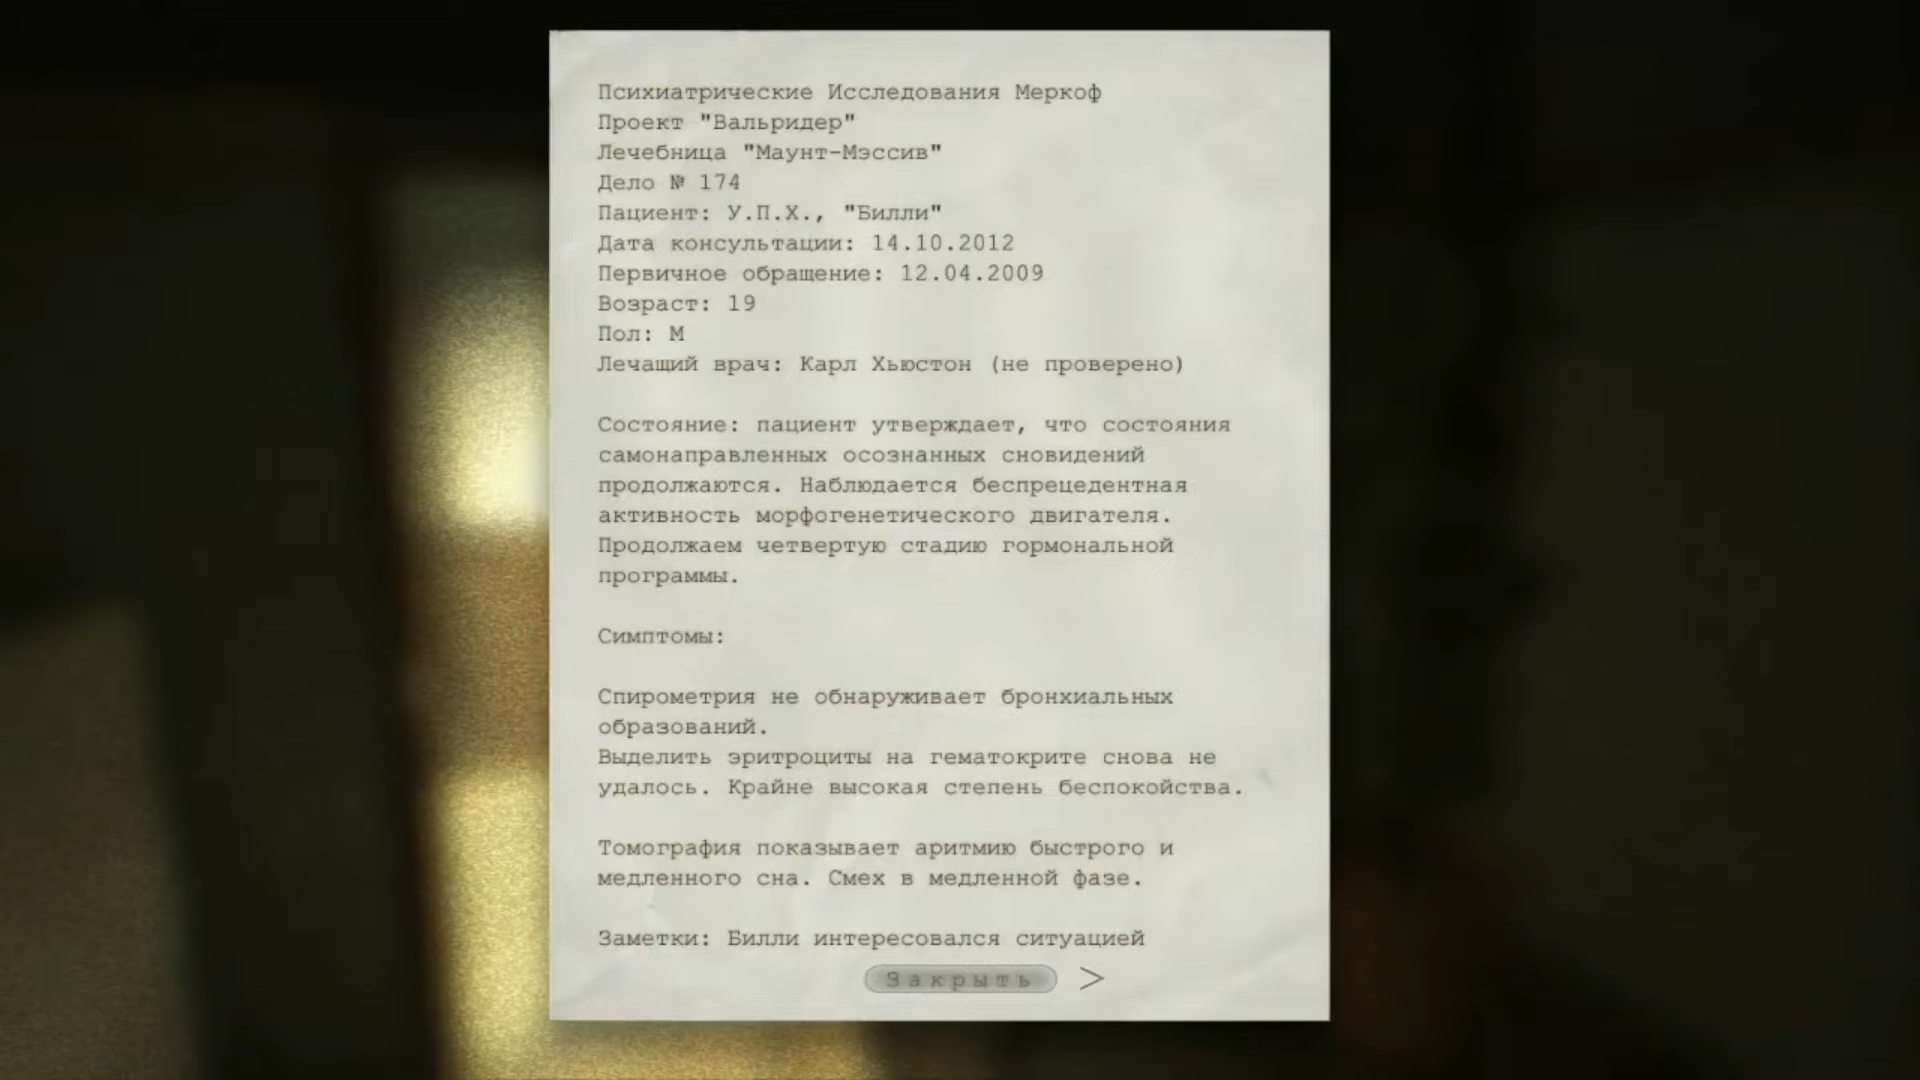 Психиатрические Исследования Меркоф
Проект "Вальридер"
Лечебница "Маунт-Мэссив"
Дело № 174
Пациент: У.П.Х., "Билли"
Дата консультации: 14.10.2012
Первичное обращение: 12.04.2009
Возраст: 19
Пол: М
Лечащий врач: Карл Хьюстон (не проверено)
Состояние: пациент утверждает, что состояния
самонаправленных осознанных сновидений
продолжаются. Наблюдается беспрецедентная
активность морфогенетического двигателя.
Продолжаем четвертую стадию гормональной
программы.
Симптомы:
Спирометрия не обнаруживает бронхиальных
образований.
Выделить эритроциты на гематокрите снова не
удалось. Крайне высокая степень беспокойства.
Томография показывает аритмию быстрого и
медленного сна. Смех в медленной фазе.
Заметки: Билли интересовался ситуацией
Закрыть >